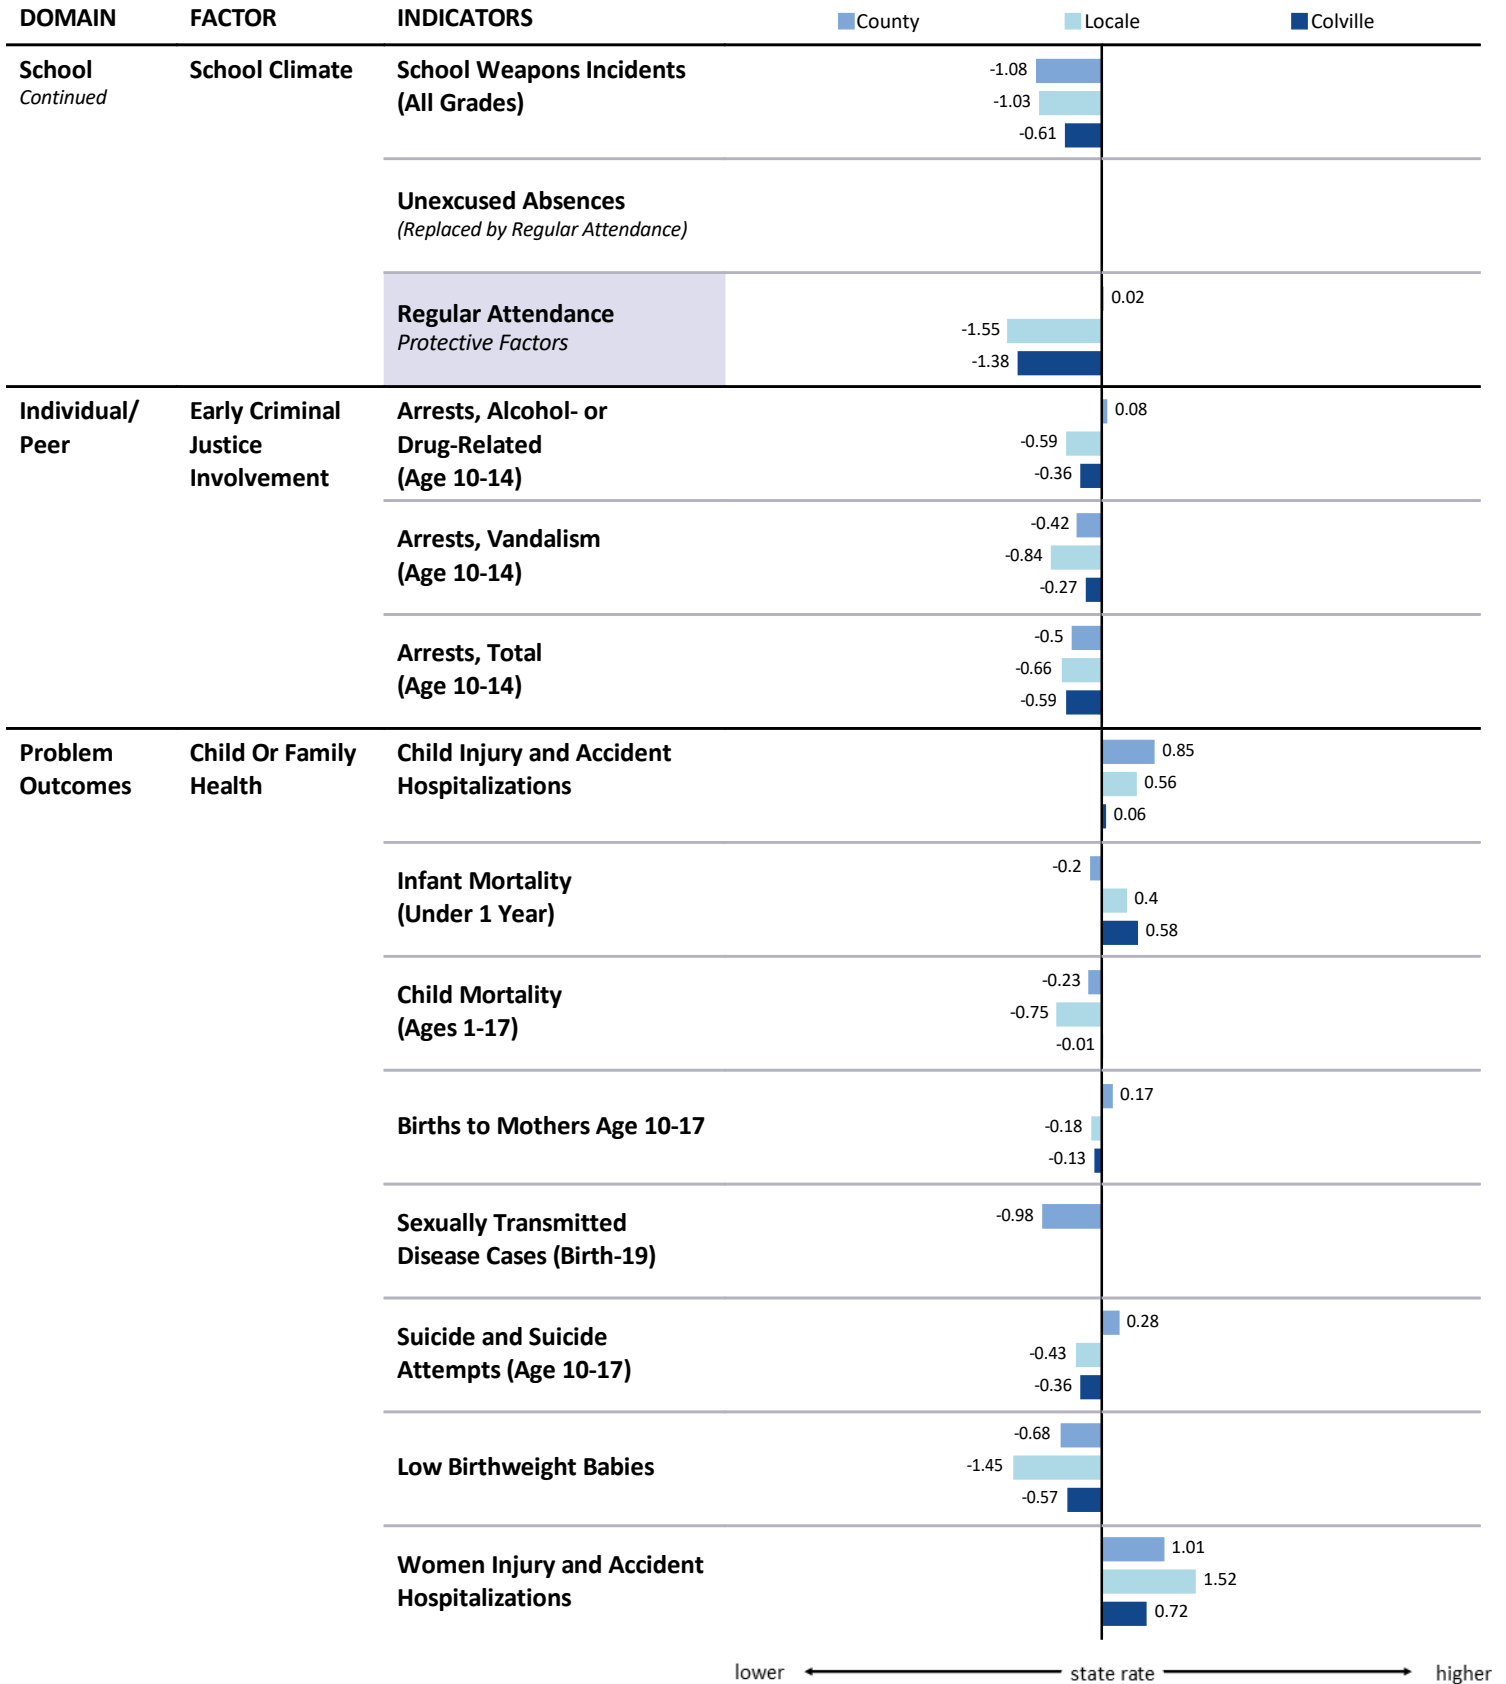 DOMAIN FACTOR INDICATORS County Locale Colville
School School Climate School Weapons Incidents -1.08
Continued (All Grades) -1.03
-0.61
Unexcused Absences
(Replaced by Regular Attendance)
0.02
Regular Attendance -1.55
Protective Factors -1.38
Individual/ Early Criminal Arrests, Alcohol- or 0.08
Peer Justice Drug-Related -0.59
Involvement (Age 10-14) -0.36
-0.42
Arrests, Vandalism -0.84
(Age 10-14) -0.27
-0.5
Arrests, Total -0.66
(Age 10-14) -0.59
Problem Child Or Family Child Injury and Accident 0.85
Outcomes Health Hospitalizations 0.56
0.06
-0.2
Infant Mortality 0.4
(Under 1 Year) 0.58
-0.23
Child Mortality -0.75
(Ages 1-17) -0.01
0.17
Births to Mothers Age 10-17 -0.18
-0.13
Sexually Transmitted -0.98
Disease Cases (Birth-19)
0.28
Suicide and Suicide -0.43
Attempts (Age 10-17) -0.36
-0.68
Low Birthweight Babies -1.45
-0.57
1.01
Women Injury and Accident 1.52
Hospitalizations 0.72
lower state rate higher